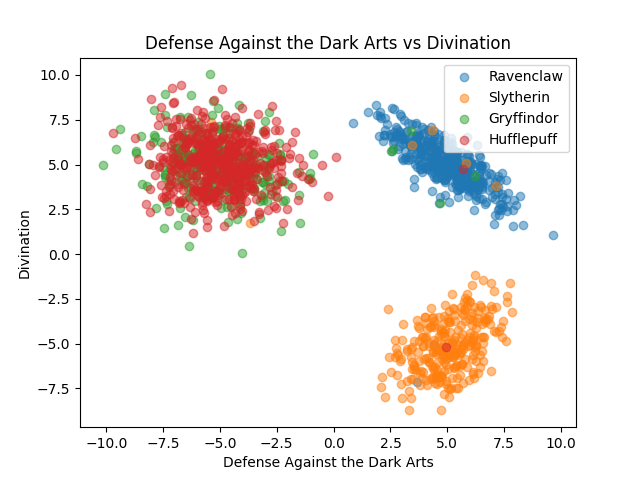 Defense Against the Dark Arts vs Divination
10.0
7.5
5.0
2.5
0.0
−2.5
−5.0
−7.5
Divination
Ravenclaw
Slytherin
Gryffindor
Hufflepuff
−10.0 −7.5 −5.0 −2.5 0.0 2.5 5.0 7.5 10.0
Defense Against the Dark Arts